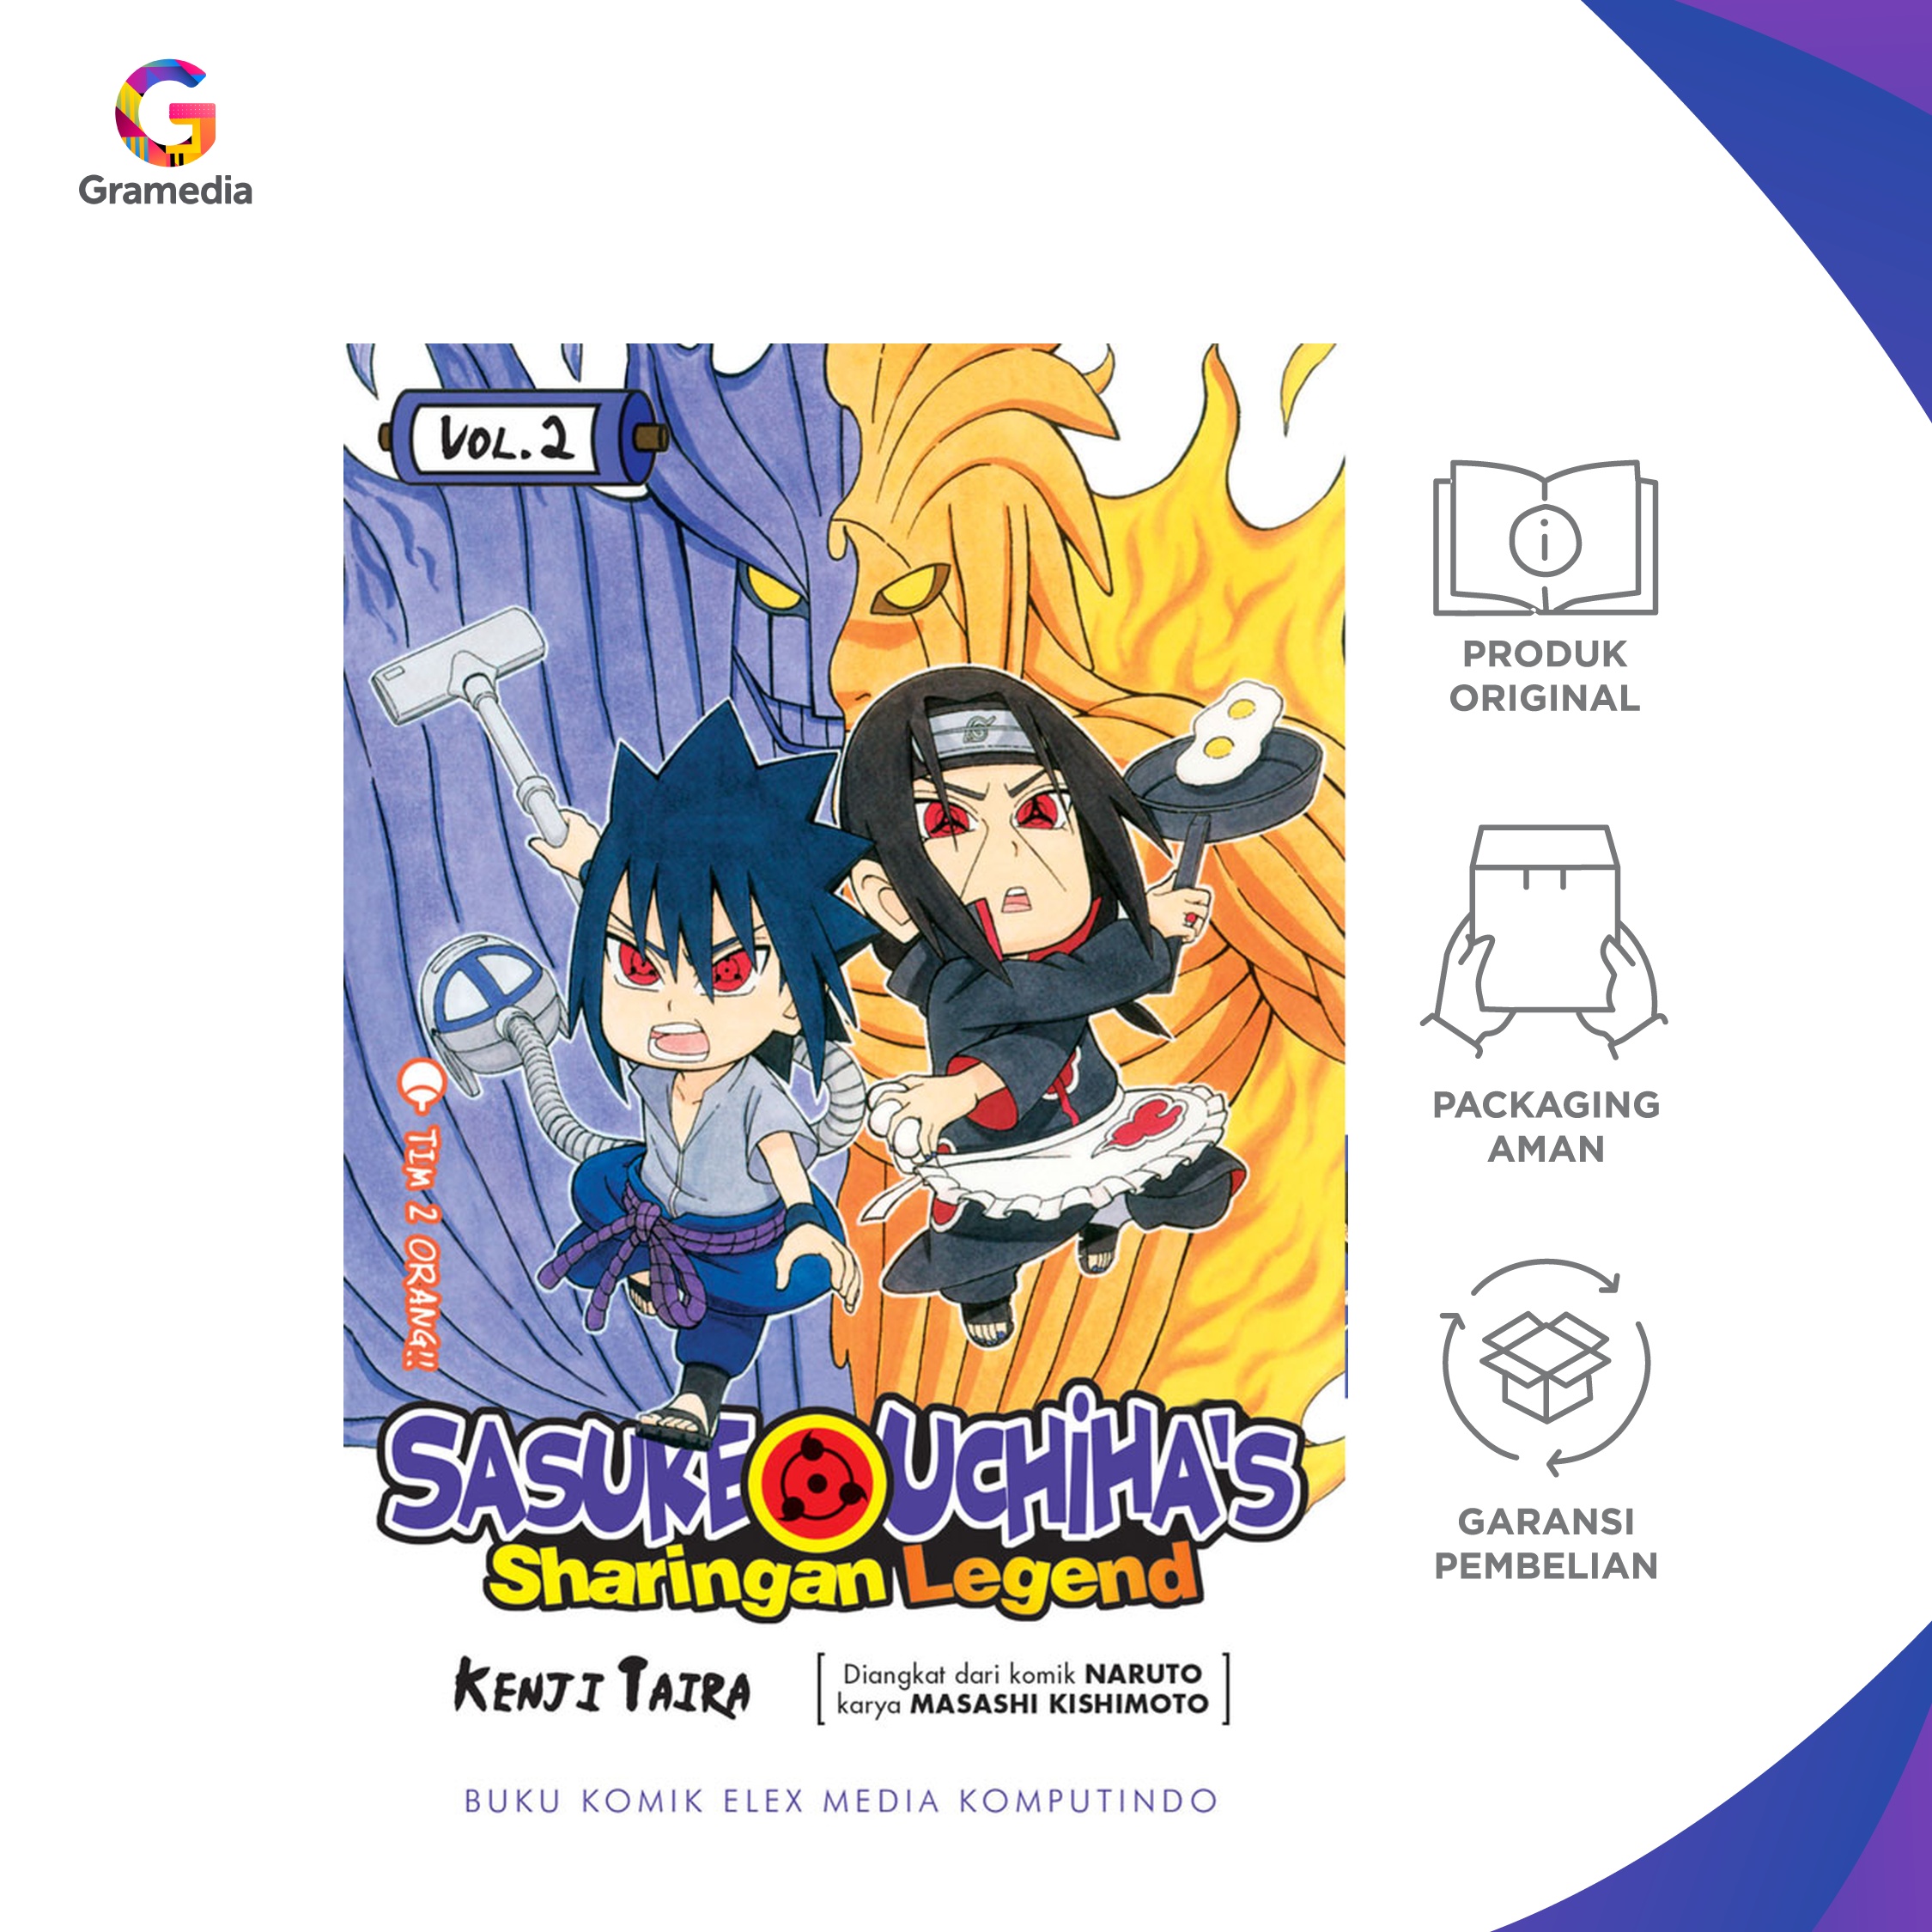 Gramedia
VOL.2
TIM 2 ORANG!!
SASUKE UCHIHA'S
Sharingan Legend
KENJI TAIRA
Diangkat dari komik NARUTO
karya MASASHI KISHIMOTO
BUKU KOMIK ELEX MEDIA KOMPUTINDO
PRODUK
ORIGINAL
PACKAGING
AMAN
GARANSI
PEMBELIAN